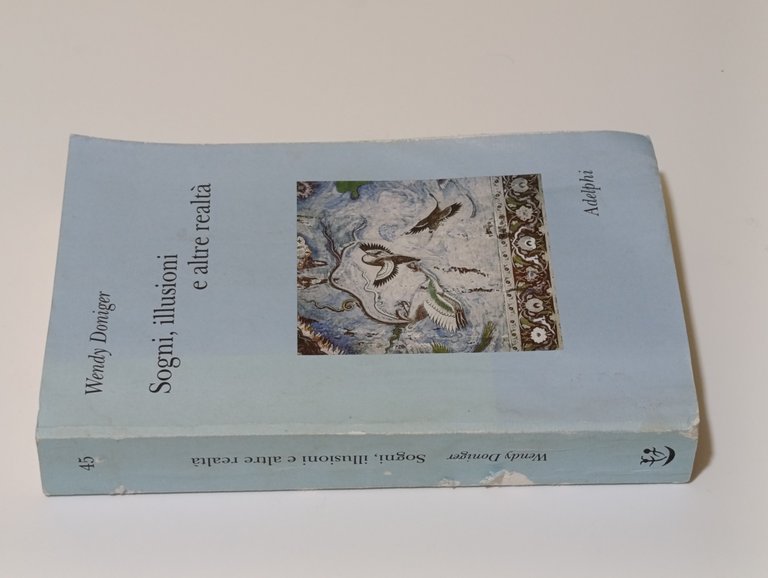 Wendy Doniger
Sogni, illusioni
e altre realtà
Adelphi
45
Sogni, illusioni e altre realtà
Wendy Doniger